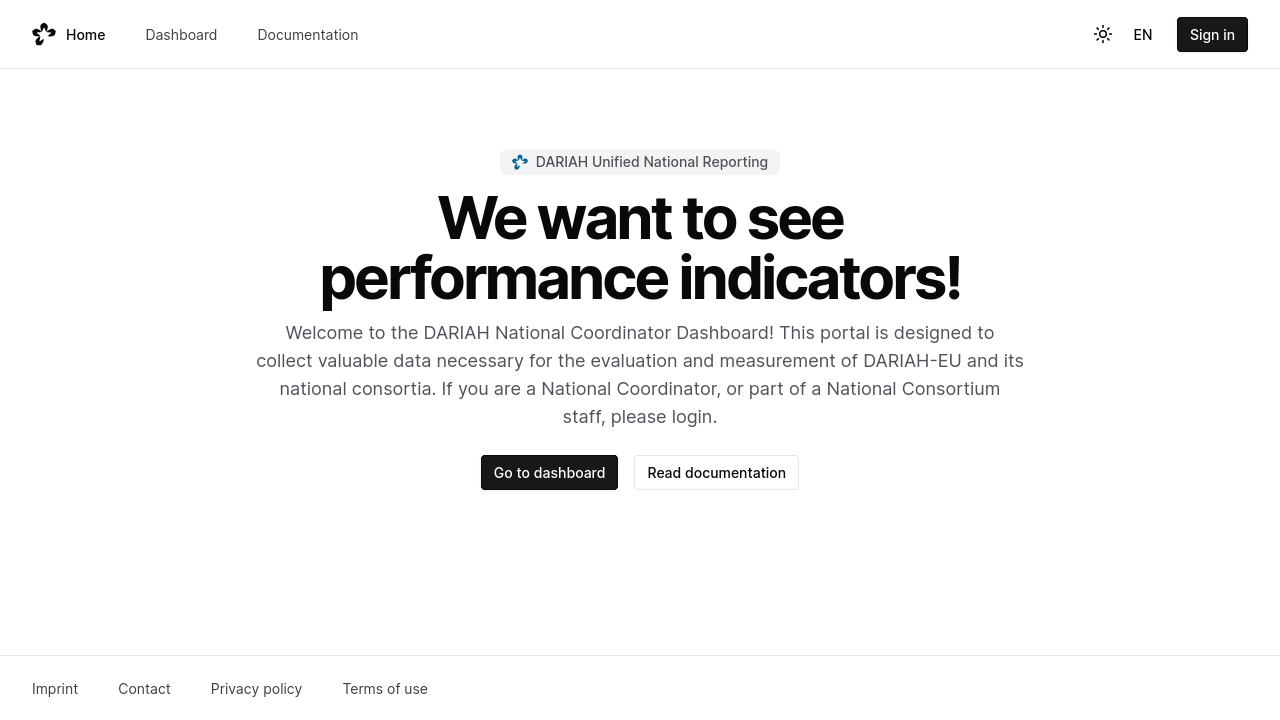 Home
Dashboard
Documentation
EN
Sign in
DARIAH Unified National Reporting
We want to see
performance indicators!
Welcome to the DARIAH National Coordinator Dashboard! This portal is designed to
collect valuable data necessary for the evaluation and measurement of DARIAH-EU and its
national consortia. If you are a National Coordinator, or part of a National Consortium
staff, please login.
Go to dashboard
Read documentation
Imprint
Contact
Privacy policy
Terms of use